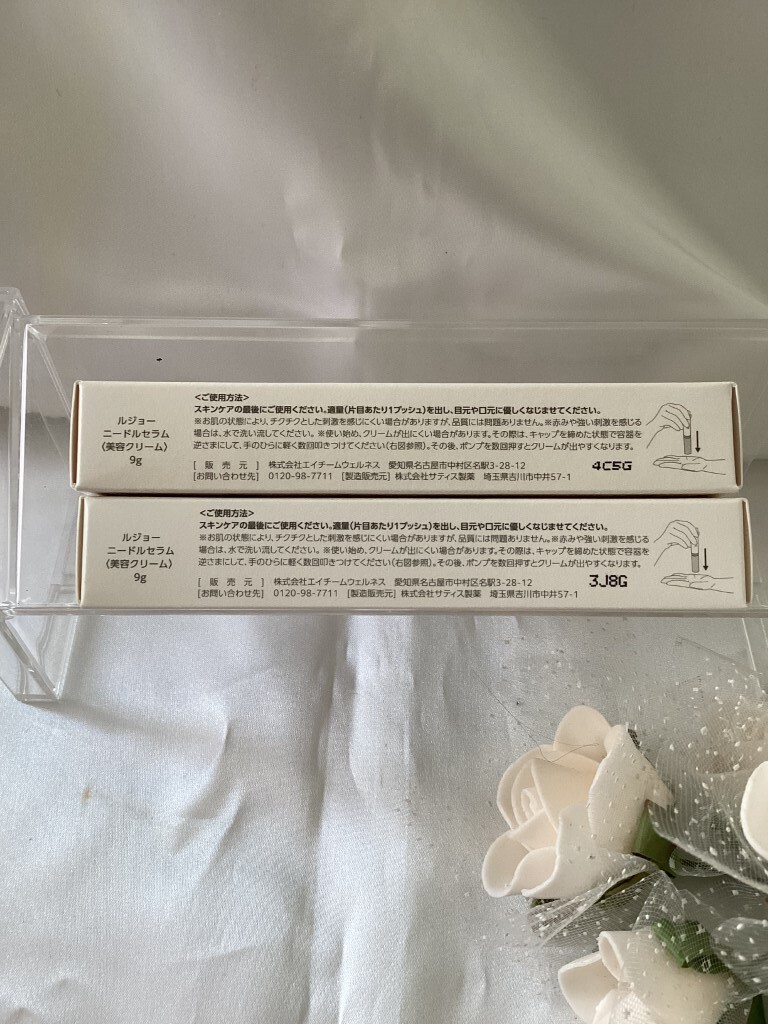 ルジョー
ニードルセラム
〈美容クリーム〉
9g
<ご使用方法>
スキンケアの最後にご使用ください。適量(片目あたり1プッシュ)を出し、目元や口元に優しくなじませてください。
※お肌の状態により、チクチクとした刺激を感じにくい場合がありますが、品質には問題ありません。※赤みや強い刺激を感じる
場合は、水で洗い流してください。 ※使い始め、クリームが出にくい場合があります。その際は、キャップを締めた状態で容器を
逆さまにして、手のひらに軽く数回叩きつけてください(右図参照)。その後、ポンプを数回押すとクリームが出やすくなります。
[ 販 売 元 ] 株式会社エイチームウェルネス 愛知県名古屋市中村区名駅3-28-12
[お問い合わせ先] 0120-98-7711 [製造販売元] 株式会社サティス製薬 埼玉県吉川市中井57-1
4C5G
ルジョー
ニードルセラム
〈美容クリーム〉
9g
<ご使用方法>
スキンケアの最後にご使用ください。適量(片目あたり1プッシュ)を出し、目元や口元に優しくなじませてください。
※お肌の状態により、チクチクとした刺激を感じにくい場合がありますが、品質には問題ありません。※赤みや強い刺激を感じる
場合は、水で洗い流してください。 ※使い始め、クリームが出にくい場合があります。その際は、キャップを締めた状態で容器を
逆さまにして、手のひらに軽く数回叩きつけてください(右図参照)。その後、ポンプを数回押すとクリームが出やすくなります。
[ 販 売 元 ] 株式会社エイチームウェルネス 愛知県名古屋市中村区名駅3-28-12
[お問い合わせ先] 0120-98-7711 [製造販売元] 株式会社サティス製薬 埼玉県吉川市中井57-1
3J8G